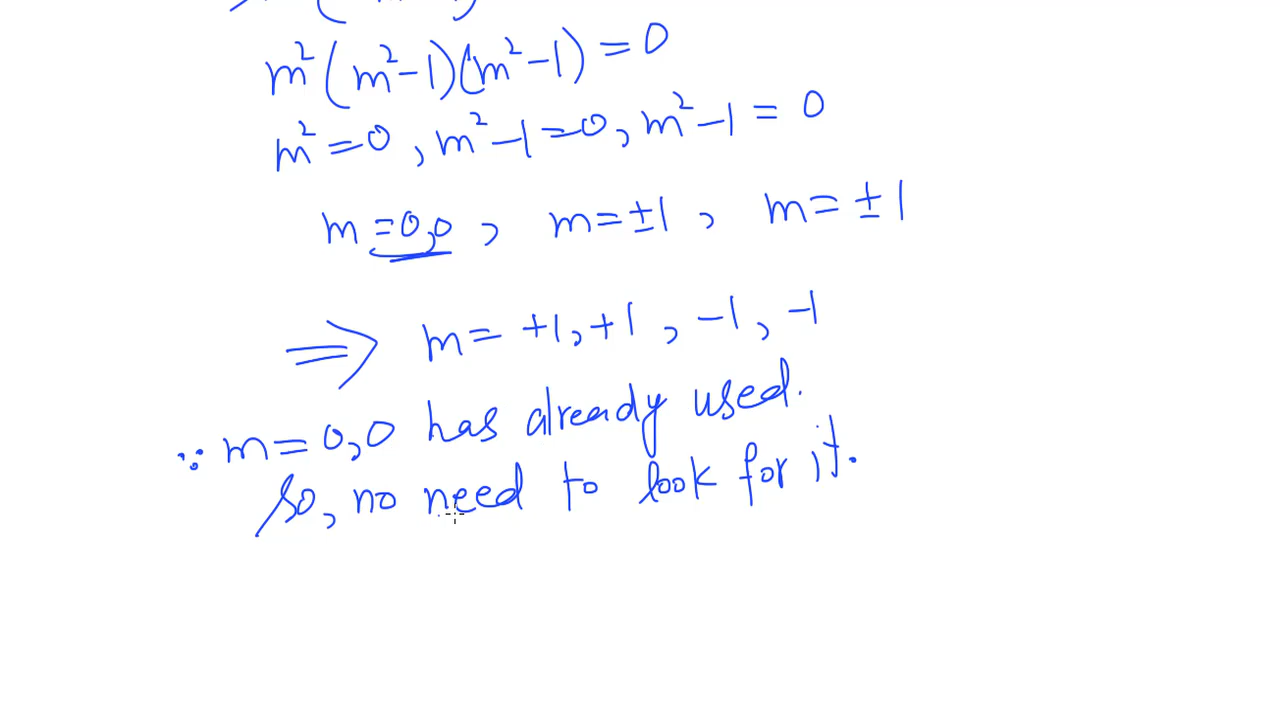 m²(m²-1)(m²-1) = 0
m² = 0, m²-1 = 0, m²-1 = 0
m = 0,0, m = ±1, m = ±1
⟹ m = +1, +1, -1, -1
∵ m = 0,0 has already used.
So, no need to look for it.